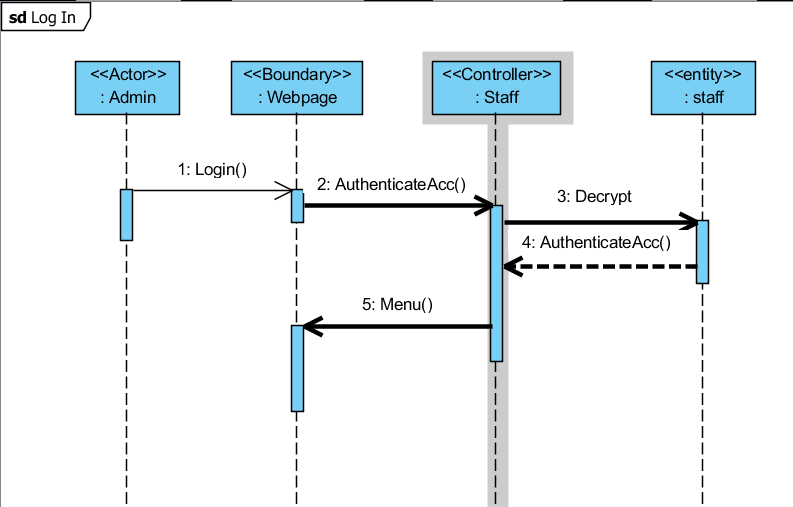 sd Log In
<<Actor>>
: Admin
<<Boundary>>
: Webpage
<<Controller>>
: Staff
<<entity>>
: staff
1: Login()
2: AuthenticateAcc()
3: Decrypt
4: AuthenticateAcc()
5: Menu()